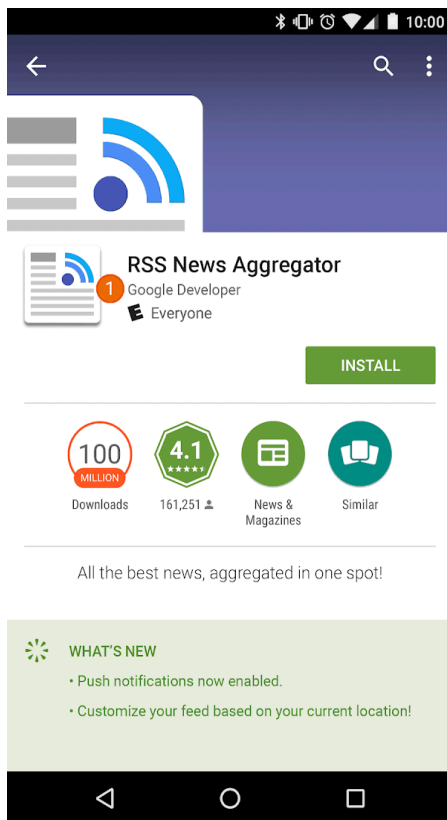 10:00
RSS News Aggregator
1
Google Developer
E Everyone
INSTALL
100
MILLION
4.1
Downloads
161,251
News &
Magazines
Similar
All the best news, aggregated in one spot!
WHAT'S NEW
• Push notifications now enabled.
• Customize your feed based on your current location!